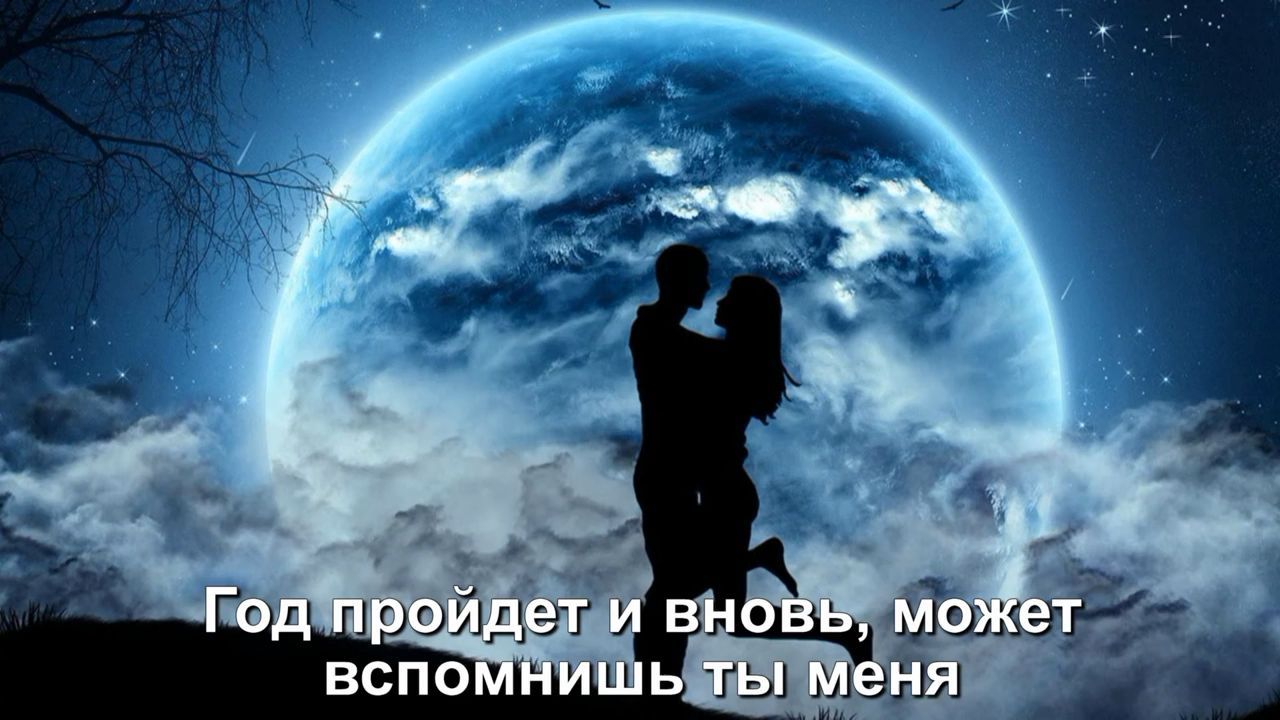 Год пройдет и вновь, может
вспомнишь ты меня